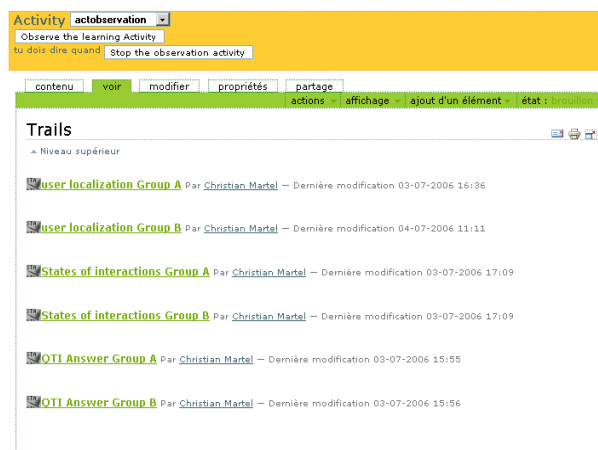 Activity actobservation
Observe the learning Activity
tu dois dire quand Stop the observation activity
contenu voir modifier propriétés partage
actions affichage ajout d'un élément état : brouillon
Trails
Niveau supérieur
user localization Group A Par Christian Martel — Dernière modification 03-07-2006 16:36
user localization Group B Par Christian Martel — Dernière modification 04-07-2006 11:11
States of interactions Group A Par Christian Martel — Dernière modification 03-07-2006 17:09
States of interactions Group B Par Christian Martel — Dernière modification 03-07-2006 17:09
QTI Answer Group A Par Christian Martel — Dernière modification 03-07-2006 15:55
QTI Answer Group B Par Christian Martel — Dernière modification 03-07-2006 15:56